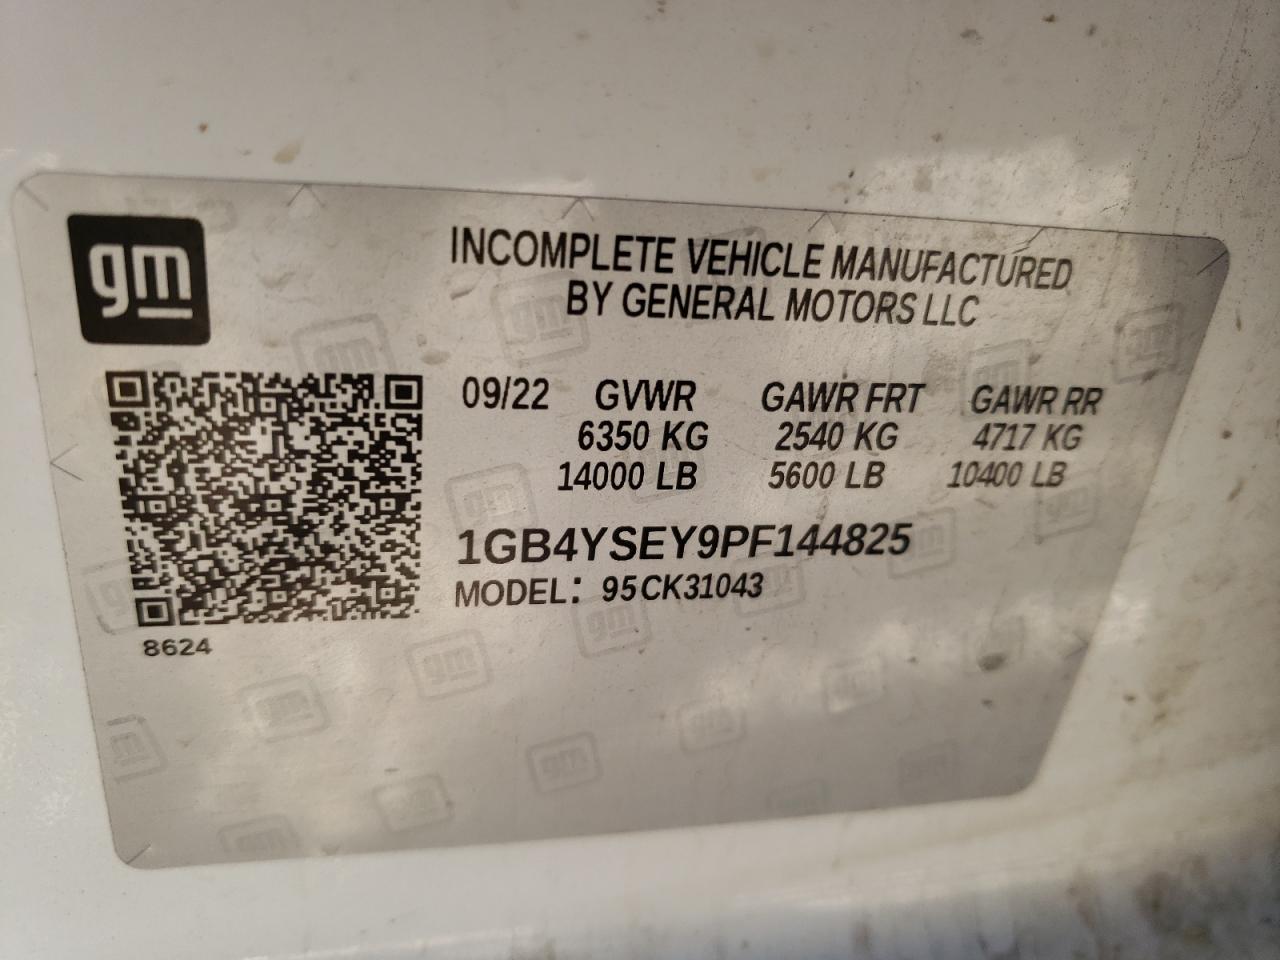 gm
INCOMPLETE VEHICLE MANUFACTURED
BY GENERAL MOTORS LLC
09/22 GVWR GAWR FRT GAWR RR
6350 KG 2540 KG 4717 KG
14000 LB 5600 LB 10400 LB
1GB4YSEY9PF144825
MODEL: 95CK31043
8624